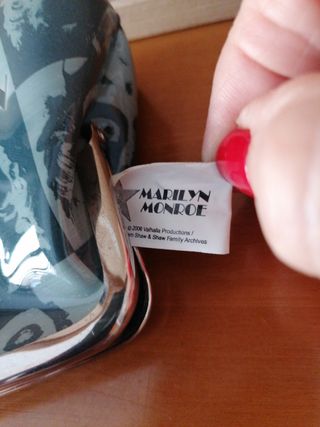 MARILYN
MONROE
© 2006 Valhalla Productions /
Shaw & Shaw Family Archives